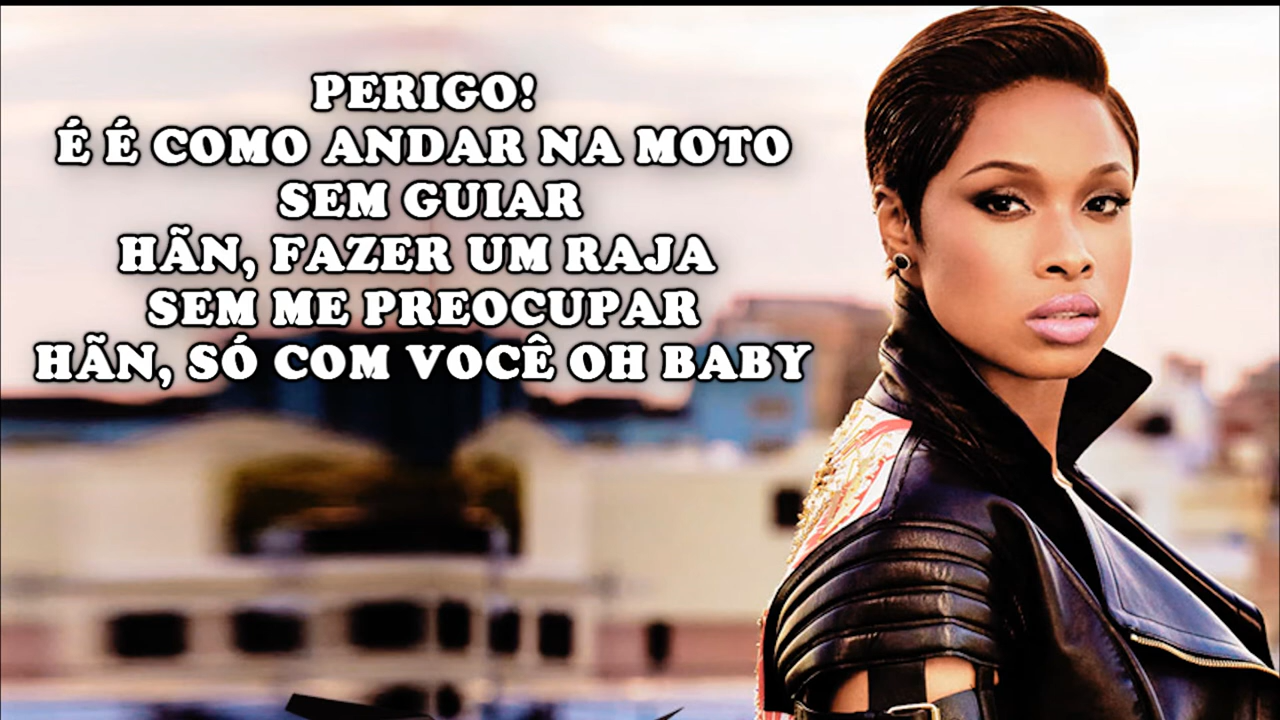 PERIGO!
É É COMO ANDAR NA MOTO
SEM GUIAR
HÃN, FAZER UM RAJA
SEM ME PREOCUPAR
HÃN, SÓ COM VOCÊ OH BABY